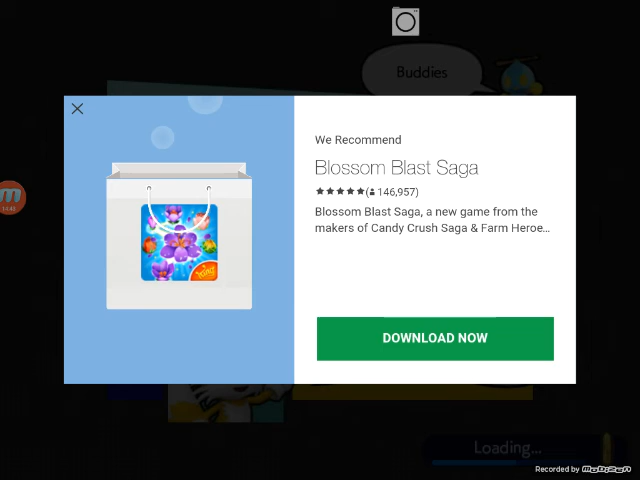 Buddies
We Recommend
Blossom Blast Saga
(146,957)
Blossom Blast Saga, a new game from the
makers of Candy Crush Saga & Farm Heroe...
DOWNLOAD NOW
King
Loading...
Recorded by Mobizen